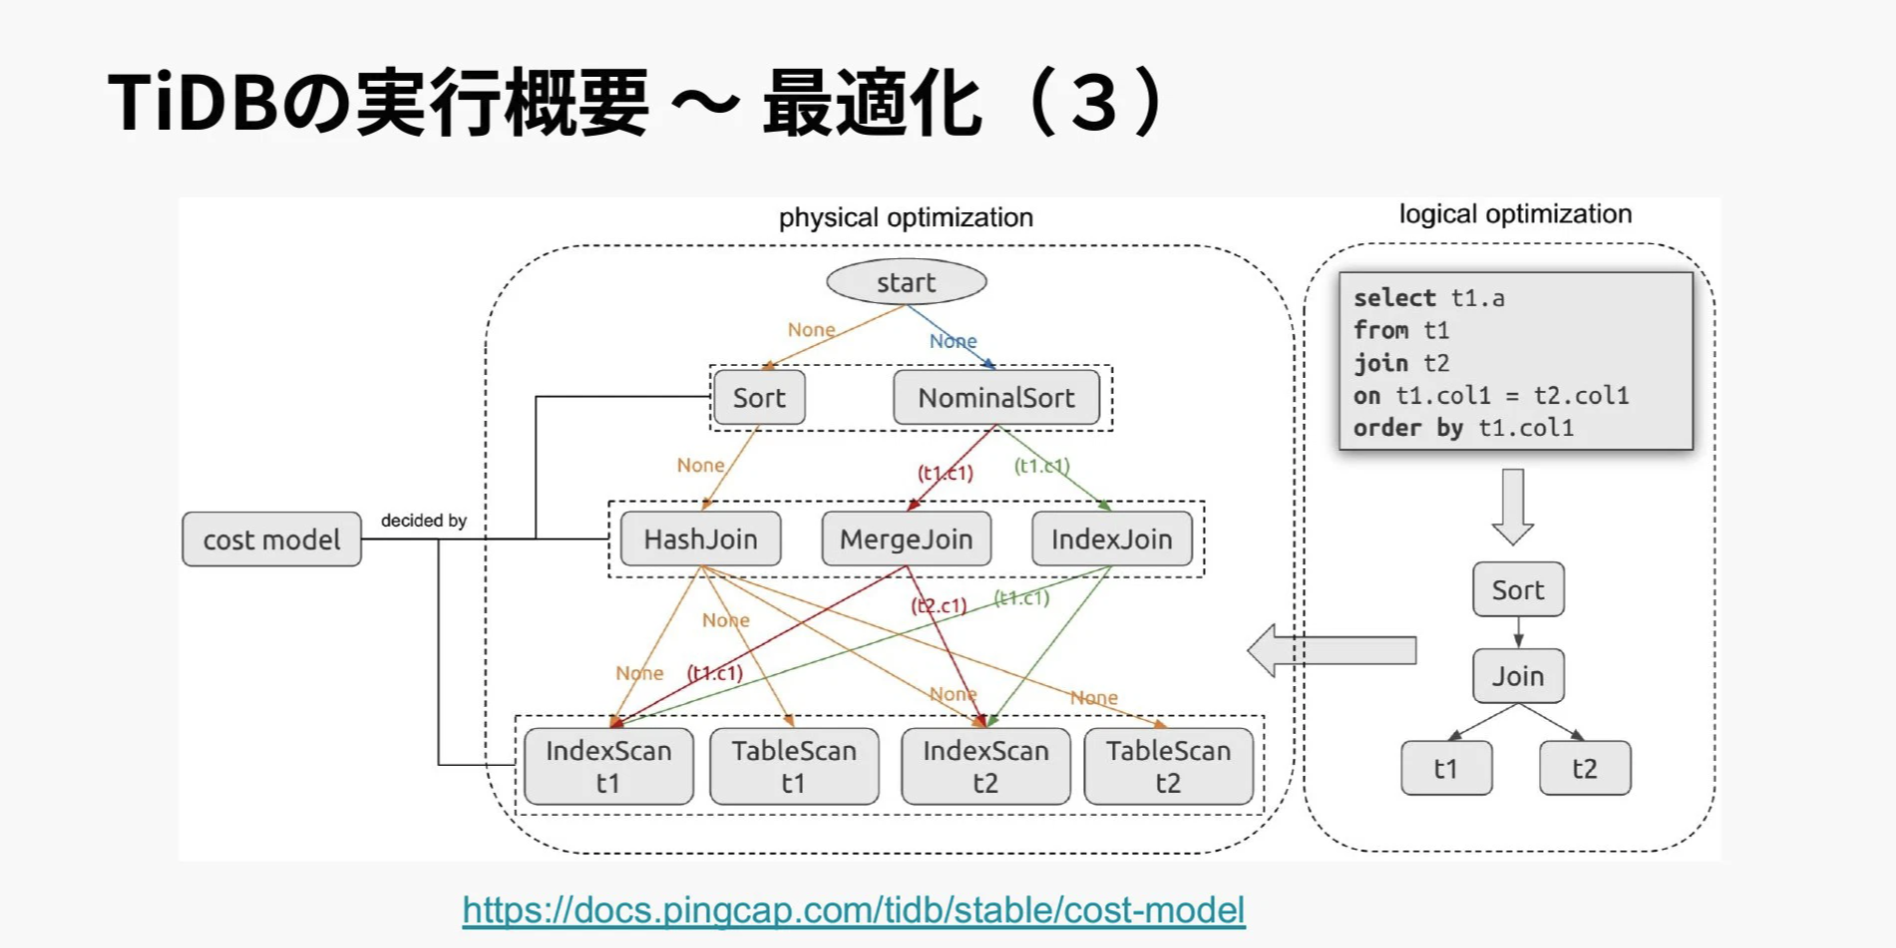 TiDBの実行概要 〜 最適化（３）
physical optimization
logical optimization
start
None
None
Sort
NominalSort
None
(t1.c1)
(t1.c1)
cost model
decided by
HashJoin
MergeJoin
IndexJoin
None
(t2.c1)
(t1.c1)
None
(t1.c1)
None
None
IndexScan
t1
TableScan
t1
IndexScan
t2
TableScan
t2
select t1.a
from t1
join t2
on t1.col1 = t2.col1
order by t1.col1
Sort
Join
t1
t2
https://docs.pingcap.com/tidb/stable/cost-model